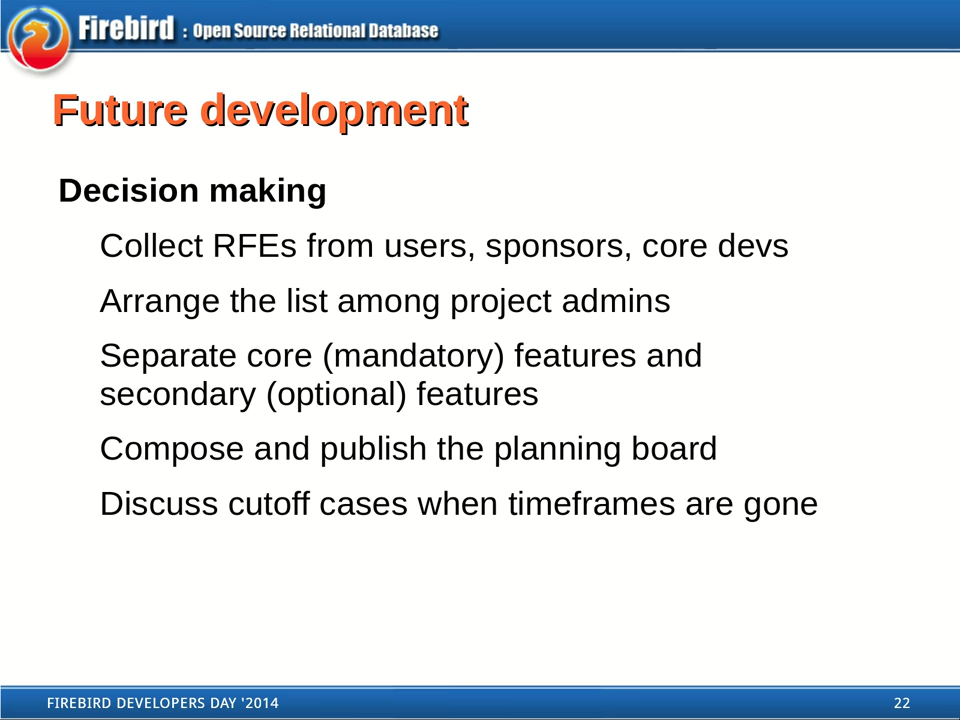 Firebird : Open Source Relational Database
Future development
Decision making
Collect RFEs from users, sponsors, core devs
Arrange the list among project admins
Separate core (mandatory) features and
secondary (optional) features
Compose and publish the planning board
Discuss cutoff cases when timeframes are gone
FIREBIRD DEVELOPERS DAY '2014 22